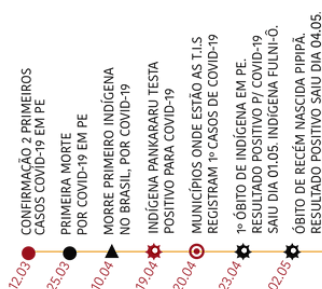 12.03
CONFIRMAÇÃO 2 PRIMEIROS
CASOS COVID-19 EM PE
25.03
PRIMEIRA MORTE
POR COVID-19 EM PE
10.04
MORRE PRIMEIRO INDÍGENA
NO BRASIL, POR COVID-19
19.04
INDÍGENA PANKARARU TESTA
POSITIVO PARA COVID-19
20.04
MUNICÍPIOS ONDE ESTÃO AS T.I.S
REGISTRAM 1º CASOS DE COVID-19
23.04
1º ÓBITO DE INDÍGENA EM PE.
RESULTADO POSITIVO P/ COVID-19
SAIU DIA 01.05. INDÍGENA FULNI-Ô.
02.05
ÓBITO DE RECÉM NASCIDA PIPIPÃ.
RESULTADO POSITIVO SAIU DIA 04.05.